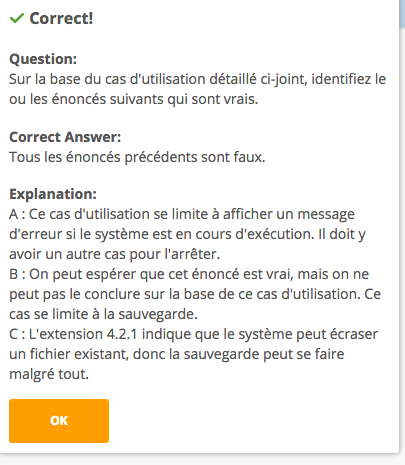 Correct!
Question:
Sur la base du cas d'utilisation détaillé ci-joint, identifiez le
ou les énoncés suivants qui sont vrais.
Correct Answer:
Tous les énoncés précédents sont faux.
Explanation:
A : Ce cas d'utilisation se limite à afficher un message
d'erreur si le système est en cours d'exécution. Il doit y
avoir un autre cas pour l'arrêter.
B : On peut espérer que cet énoncé est vrai, mais on ne
peut pas le conclure sur la base de ce cas d'utilisation. Ce
cas se limite à la sauvegarde.
C : L'extension 4.2.1 indique que le système peut écraser
un fichier existant, donc la sauvegarde peut se faire
malgré tout.
OK